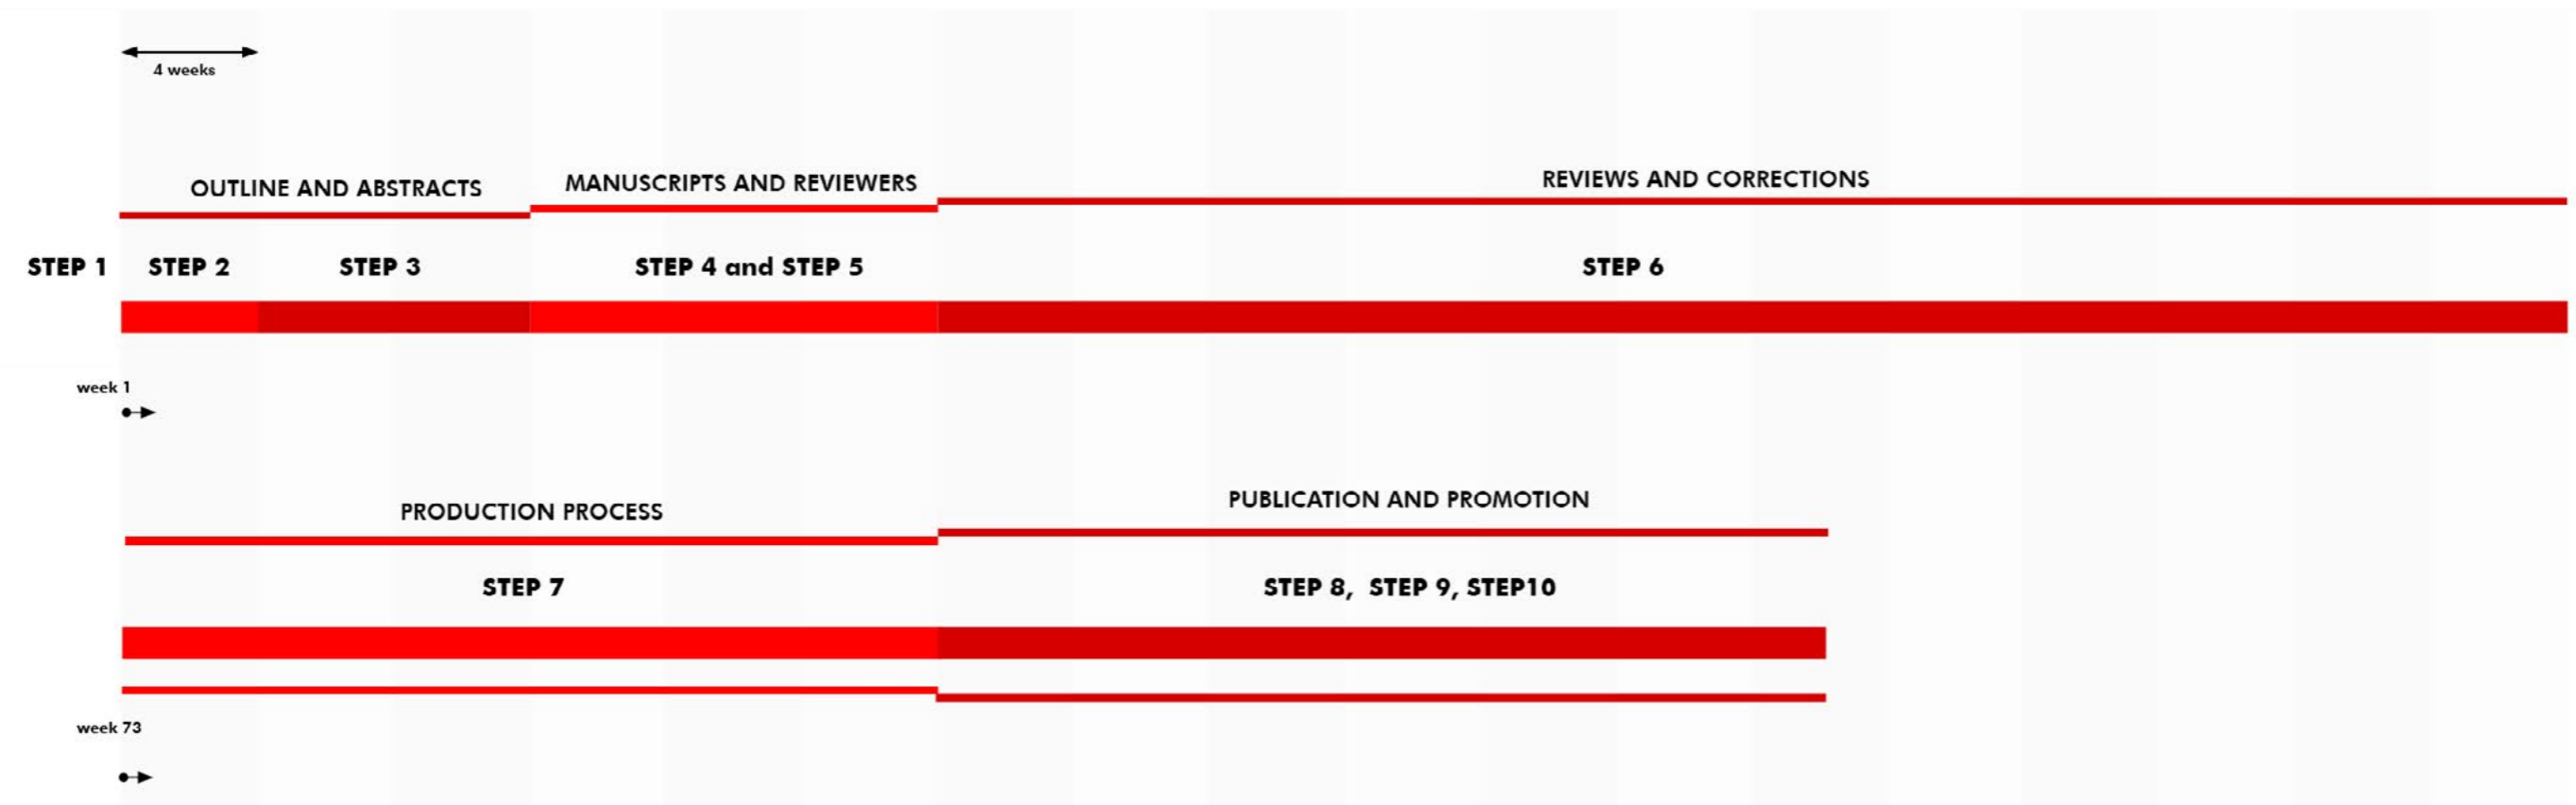 4 weeks
OUTLINE AND ABSTRACTS
MANUSCRIPTS AND REVIEWERS
REVIEWS AND CORRECTIONS
STEP 1
STEP 2
STEP 3
STEP 4 and STEP 5
STEP 6
week 1
PRODUCTION PROCESS
PUBLICATION AND PROMOTION
STEP 7
STEP 8, STEP 9, STEP10
week 73